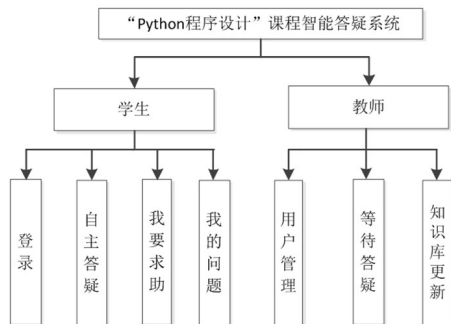 “Python程序设计”课程智能答疑系统
学生
教师
登录
自主答疑
我要求助
我的问题
用户管理
等待答疑
知识库更新